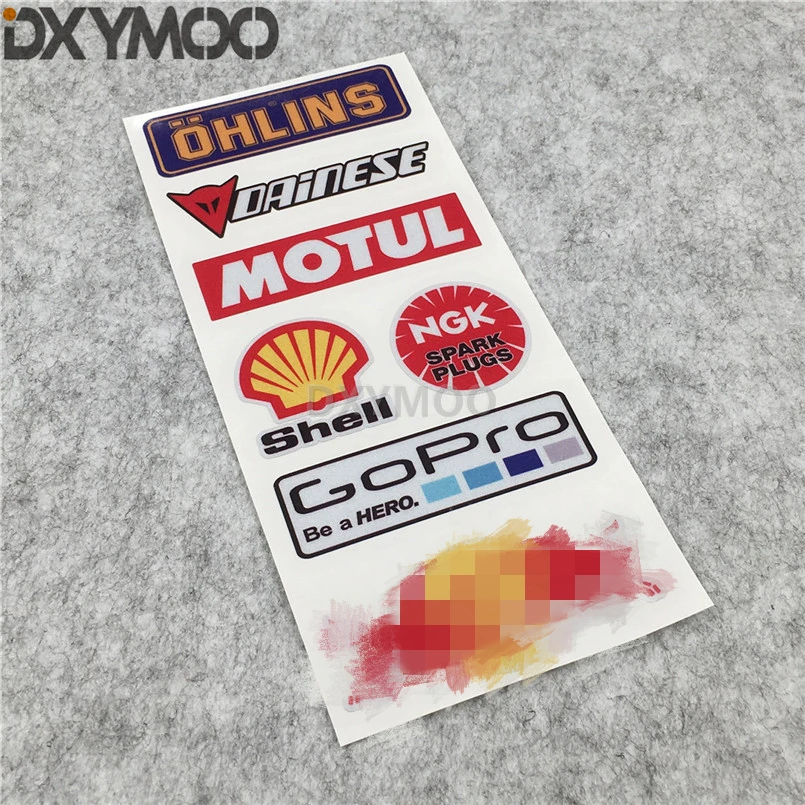 DXYMOO
ÖHLINS
DAiNESE
MOTUL
NGK
SPARK
PLUGS
Shell
DXYMOO
GoPro
Be a HERO.